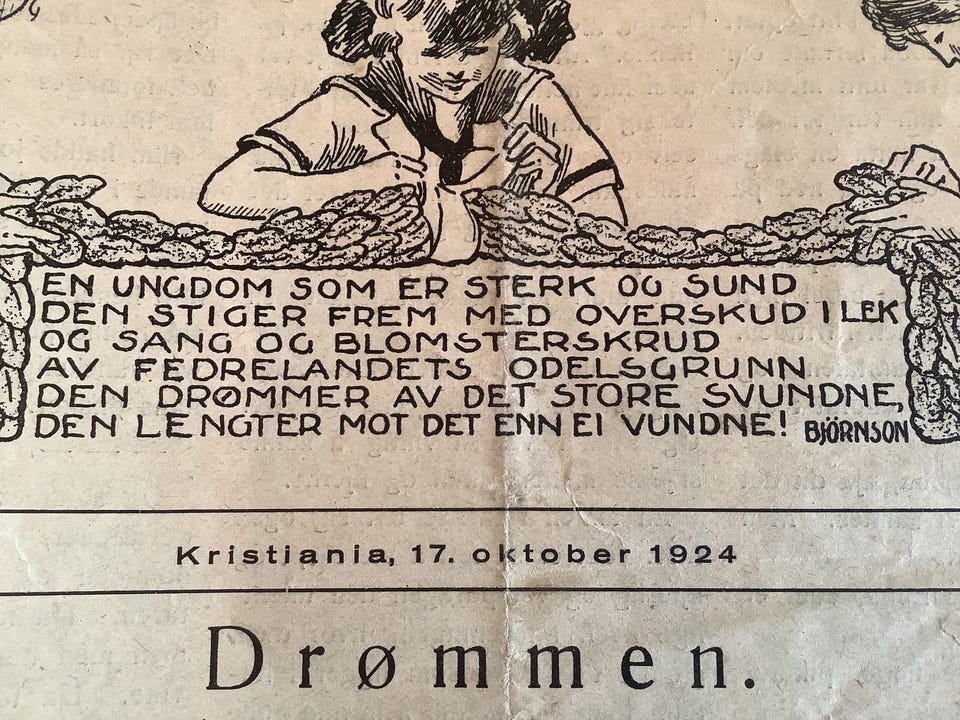 EN UNGDOM SOM ER STERK OG SUND
DEN STIGER FREM MED OVERSKUD I LEK
OG SANG OG BLOMSTERSKRUD
AV FEDRELANDETS ODELSGRUNN
DEN DRØMMER AV DET STORE SVUNDNE,
DEN LENGTER MOT DET ENN EI VUNDNE! BJÖRNSON
Kristiania, 17. oktober 1924
Drømmen.